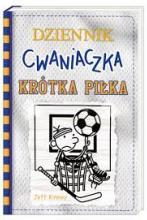 DZIENNIK
CWANIACZKA
KRÓTKA PIŁKA
Jeff Kinney